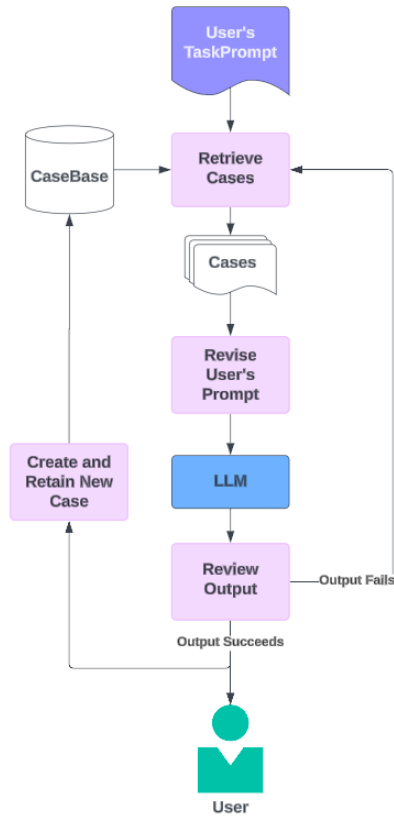 User's
TaskPrompt
CaseBase
Retrieve
Cases
Cases
Revise
User's
Prompt
Create and
Retain New
Case
LLM
Review
Output
Output Fails
Output Succeeds
User